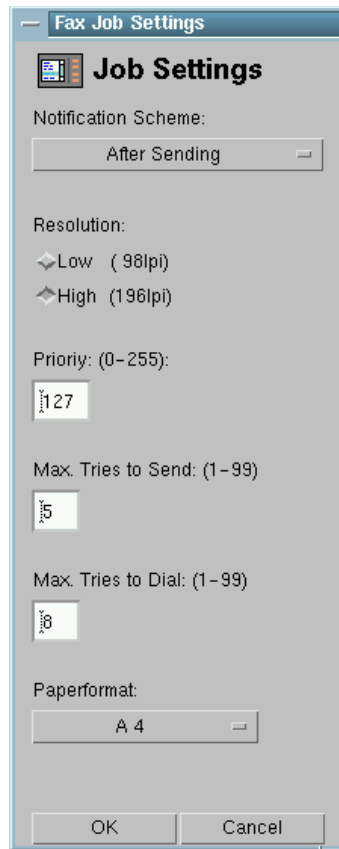 Fax Job Settings
Job Settings
Notification Scheme:
After Sending
Resolution:
Low ( 98lpi)
High (196lpi)
Prioriy: (0-255):
127
Max. Tries to Send: (1-99)
5
Max. Tries to Dial: (1-99)
8
Paperformat:
A 4
OK Cancel